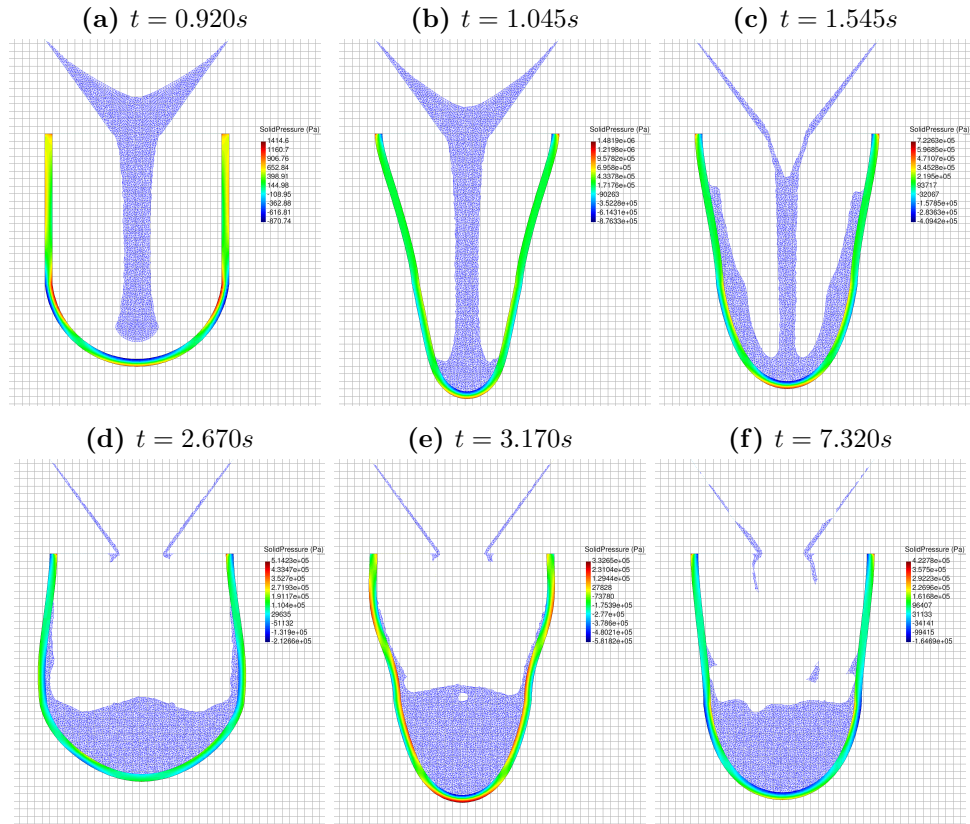 (a) t = 0.920s
(b) t = 1.045s
(c) t = 1.545s
SolidPressure (Pa)
1414.6
1160.7
906.76
652.84
398.91
144.98
-108.95
-362.88
-616.81
-870.74
SolidPressure (Pa)
1.4819e+06
1.2198e+06
9.5782e+05
6.958e+05
4.3378e+05
1.7176e+05
-90263
-3.5228e+05
-6.1431e+05
-8.7633e+05
SolidPressure (Pa)
7.2263e+05
5.9685e+05
4.7107e+05
3.4528e+05
2.195e+05
93717
-32067
-1.5785e+05
-2.8363e+05
-4.0942e+05
(d) t = 2.670s
(e) t = 3.170s
(f) t = 7.320s
SolidPressure (Pa)
5.1423e+05
4.3347e+05
3.527e+05
2.7193e+05
1.9117e+05
1.104e+05
29635
-51132
-1.319e+05
-2.1266e+05
SolidPressure (Pa)
3.3265e+05
2.3104e+05
1.2944e+05
27828
-73780
-1.7539e+05
-2.77e+05
-3.786e+05
-4.8021e+05
-5.8182e+05
SolidPressure (Pa)
4.2278e+05
3.575e+05
2.9223e+05
2.2696e+05
1.6168e+05
96407
31133
-34141
-99415
-1.6469e+05